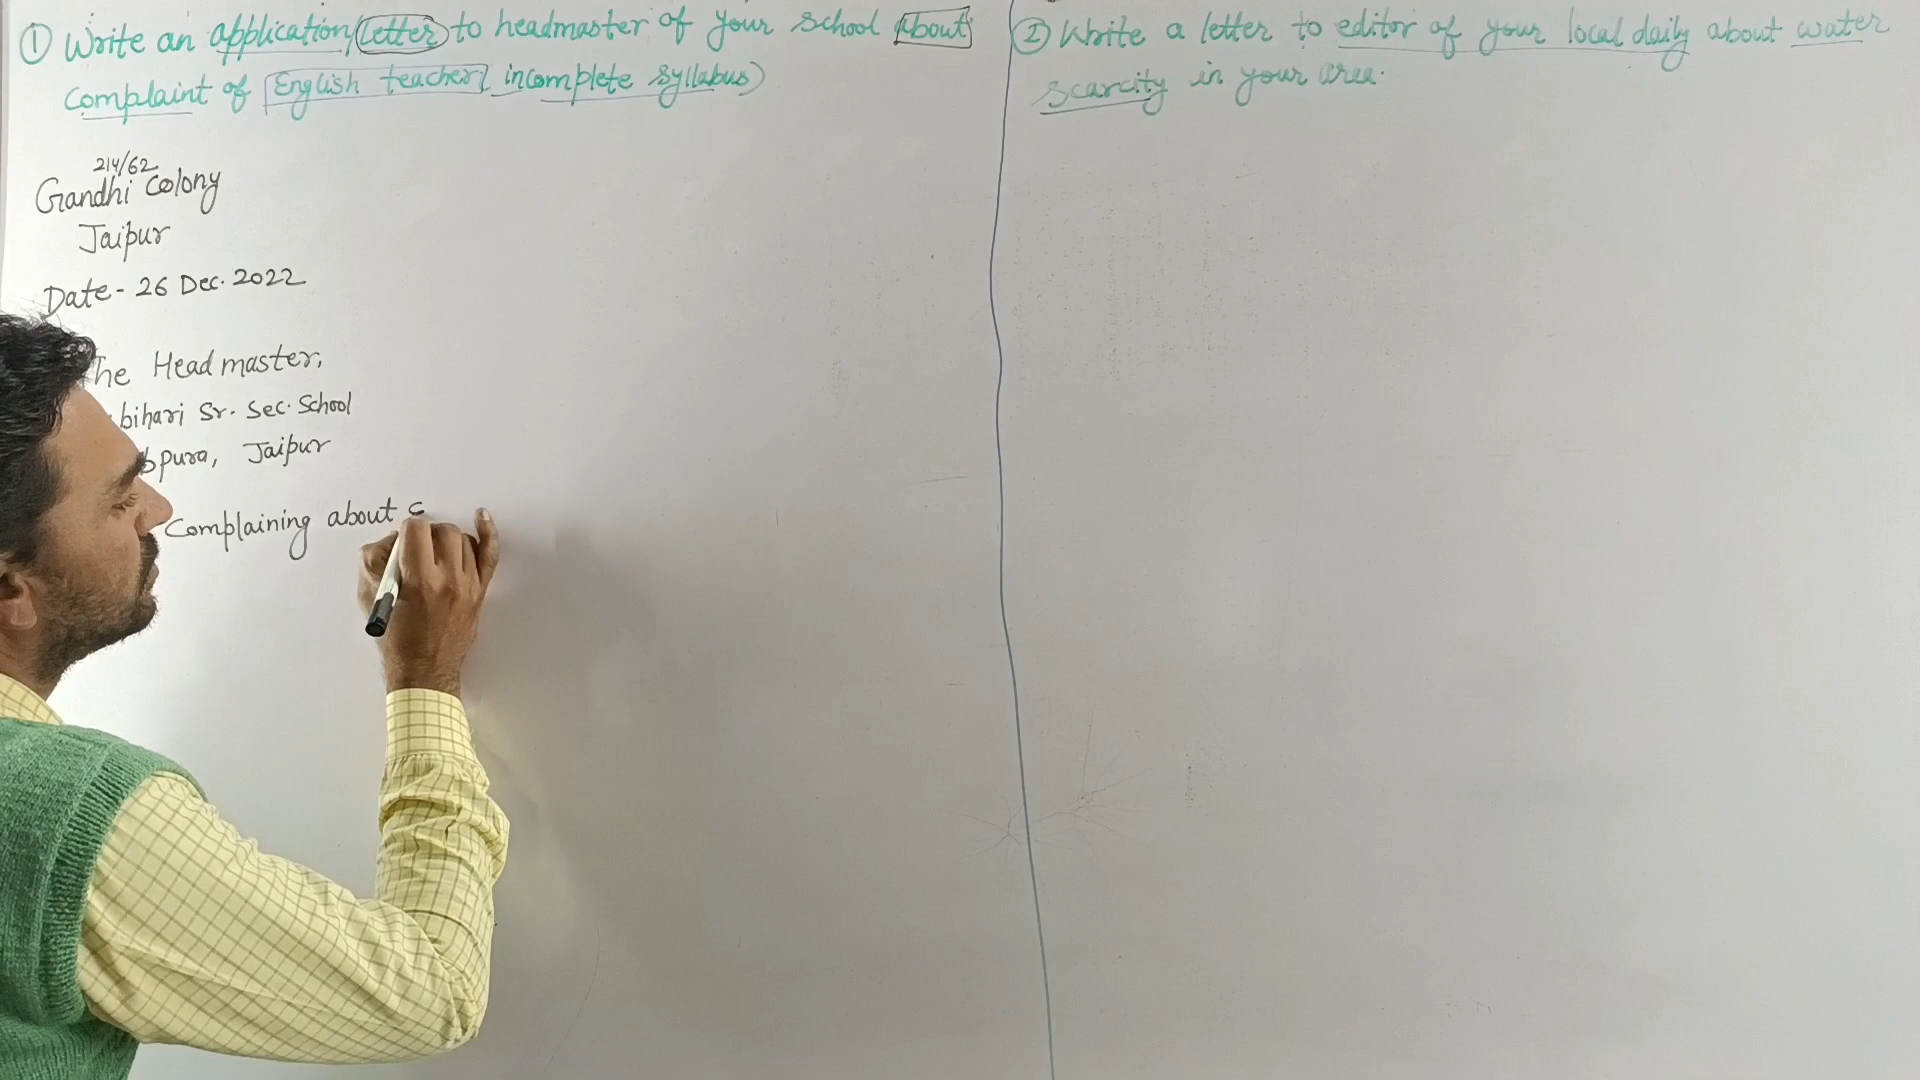 ① Write an application/letter to headmaster of your school about
complaint of English teacher/ incomplete syllabus)
214/62
Gandhi colony
Jaipur
Date - 26 Dec. 2022
The Headmaster,
bihari Sr. Sec. School
pura, Jaipur
Complaining about
② Write a letter to editor of your local daily about water
scarcity in your area.